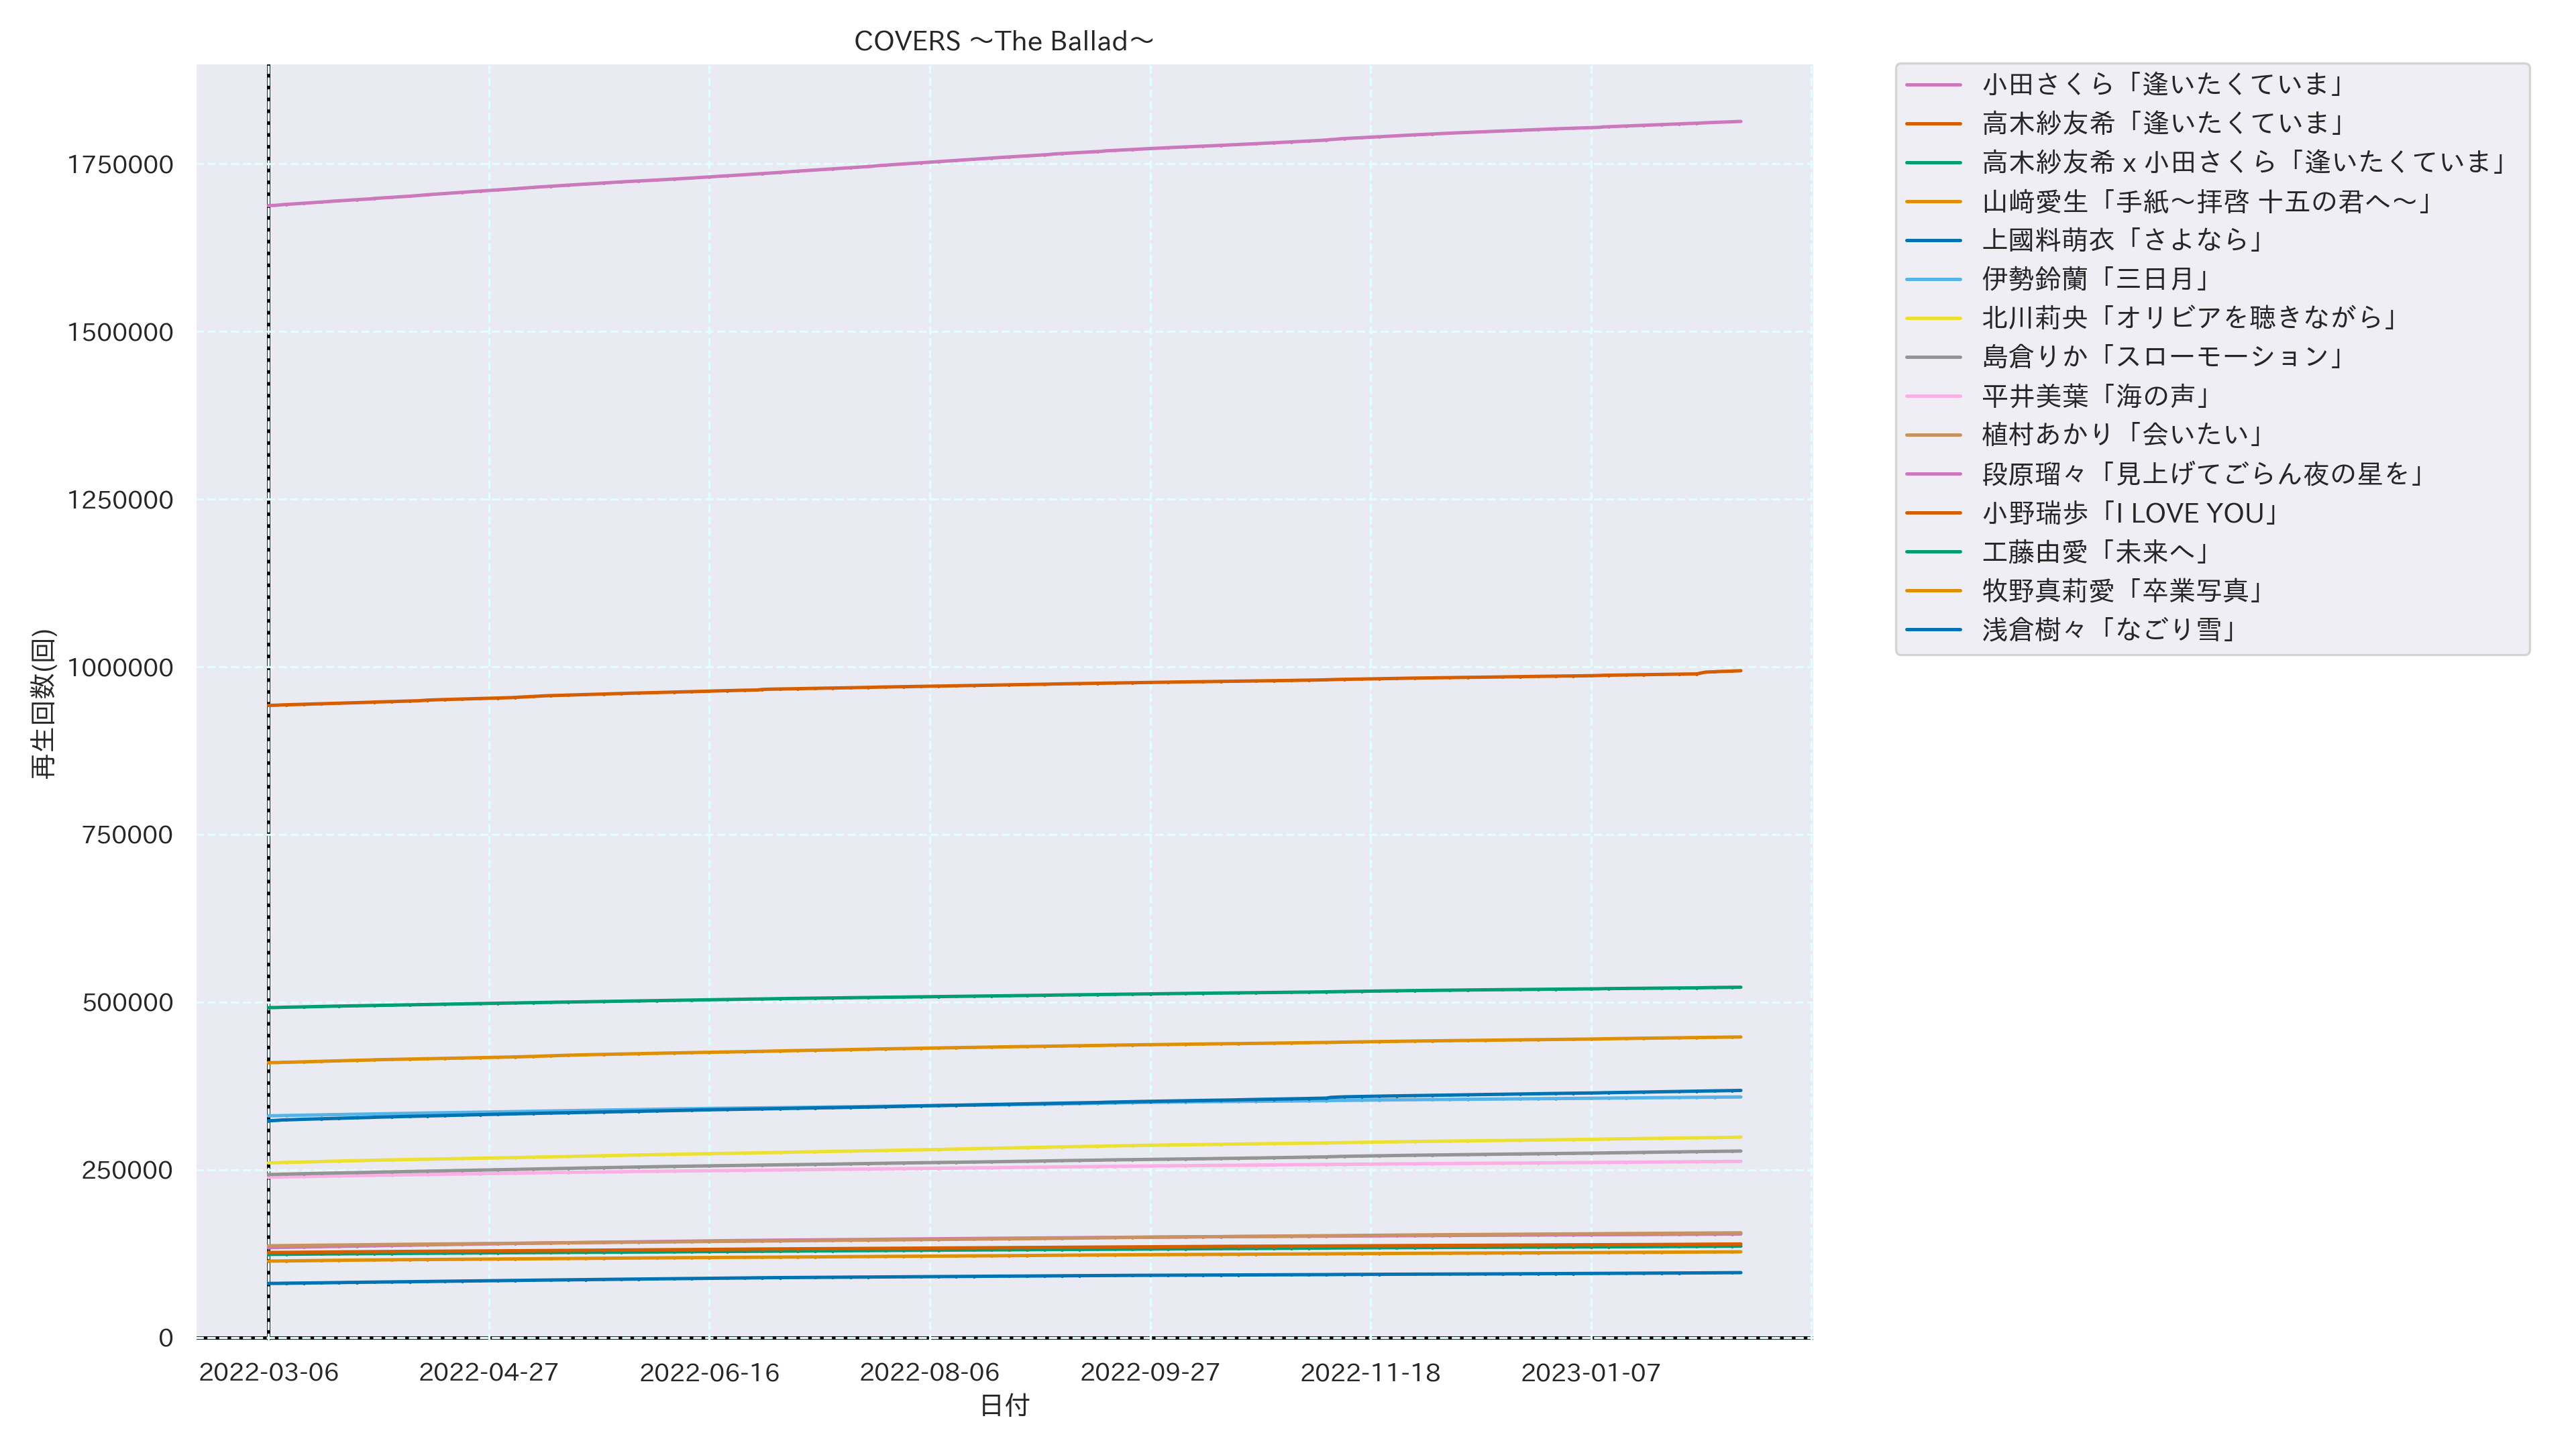 COVERS ～The Ballad～
再生回数(回)
1750000
1500000
1250000
1000000
750000
500000
250000
0
2022-03-06
2022-04-27
2022-06-16
2022-08-06
2022-09-27
2022-11-18
2023-01-07
日付
小田さくら「逢いたくていま」
高木紗友希「逢いたくていま」
高木紗友希 x 小田さくら「逢いたくていま」
山﨑愛生「手紙～拝啓 十五の君へ～」
上國料萌衣「さよなら」
伊勢鈴蘭「三日月」
北川莉央「オリビアを聴きながら」
島倉りか「スローモーション」
平井美葉「海の声」
植村あかり「会いたい」
段原瑠々「見上げてごらん夜の星を」
小野瑞歩「I LOVE YOU」
工藤由愛「未来へ」
牧野真莉愛「卒業写真」
浅倉樹々「なごり雪」